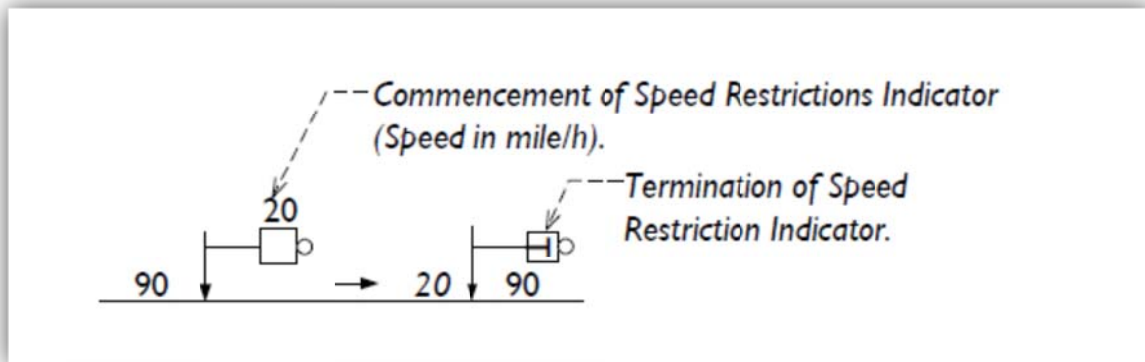 Commencement of Speed Restrictions Indicator
(Speed in mile/h).
20
Termination of Speed
Restriction Indicator.
90 20 90